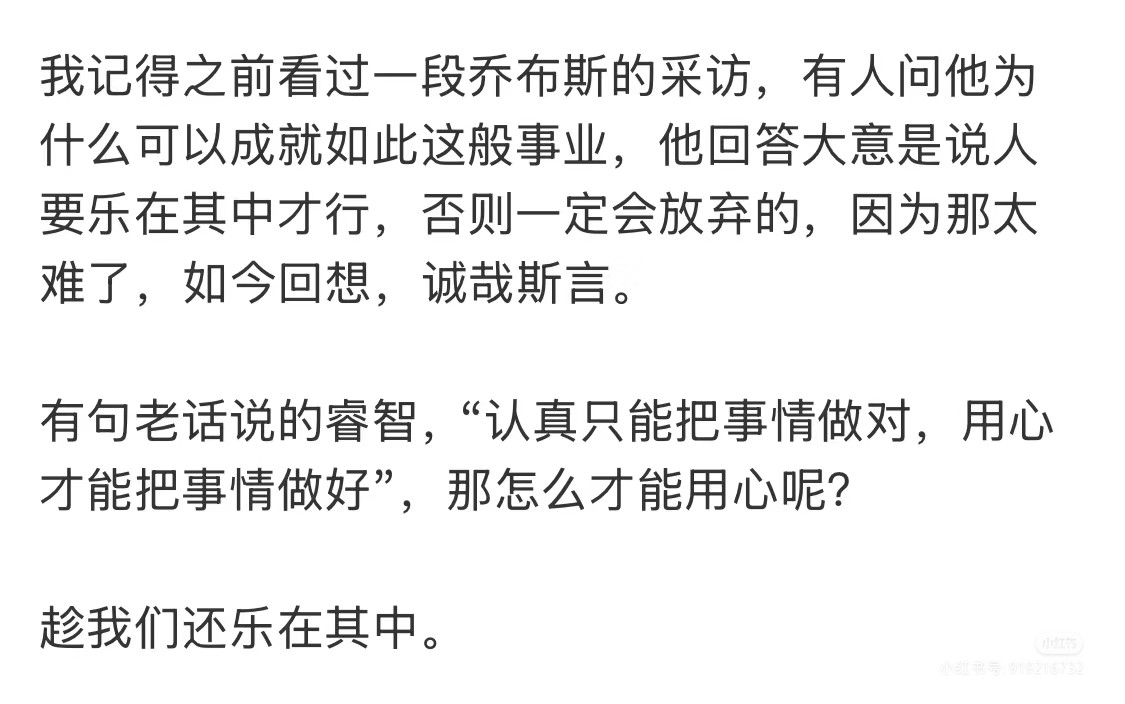 我记得之前看过一段乔布斯的采访，有人问他为
什么可以成就如此这般事业，他回答大意是说人
要乐在其中才行，否则一定会放弃的，因为那太
难了，如今回想，诚哉斯言。
有句老话说的睿智，“认真只能把事情做对，用心
才能把事情做好”，那怎么才能用心呢？
趁我们还乐在其中。
小红书
小红书号: